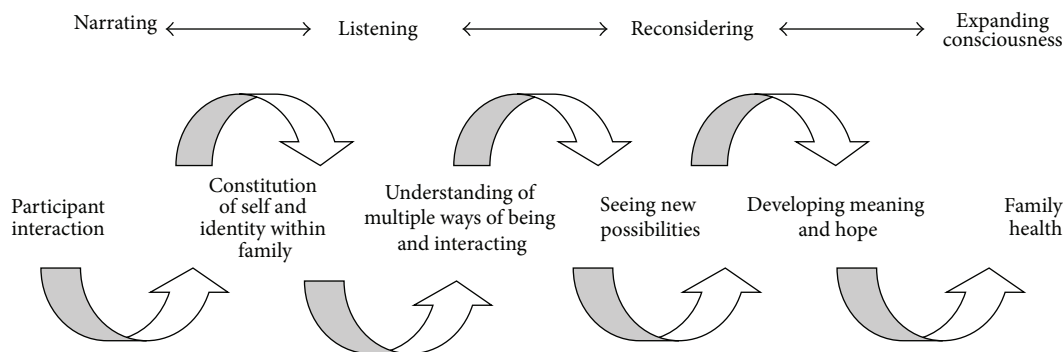 Narrating
Listening
Reconsidering
Expanding
consciousness
Participant
interaction
Constitution
of self and
identity within
family
Understanding of
multiple ways of being
and interacting
Seeing new
possibilities
Developing meaning
and hope
Family
health